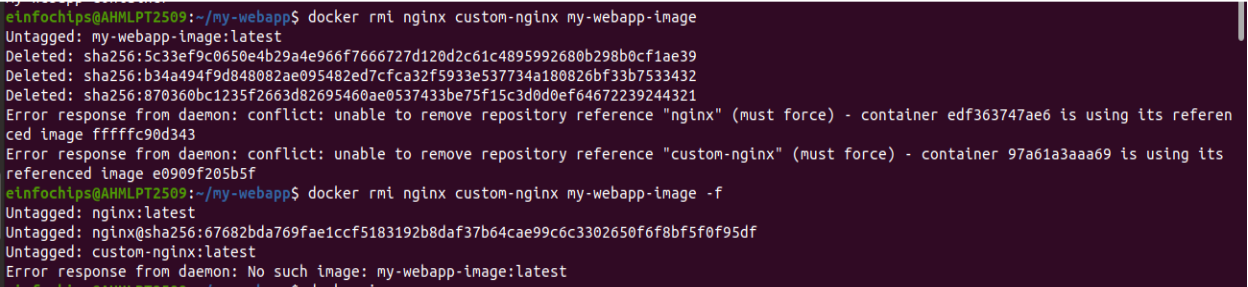 einfochips@AHMLPT2509:~/my-webapp$ docker rmi nginx custom-nginx my-webapp-image
Untagged: my-webapp-image:latest
Deleted: sha256:5c33ef9c0650e4b29a4e966f7666727d120d2c61c4895992680b298b0cf1ae39
Deleted: sha256:b34a494f9d848082ae095482ed7cfca32f5933e537734a180826bf33b7533432
Deleted: sha256:870360bc1235f2663d82695460ae0537433be75f15c3d0d0ef64672239244321
Error response from daemon: conflict: unable to remove repository reference "nginx" (must force) - container edf363747ae6 is using its referen
ced image fffffc90d343
Error response from daemon: conflict: unable to remove repository reference "custom-nginx" (must force) - container 97a61a3aaa69 is using its
referenced image e0909f205b5f
einfochips@AHMLPT2509:~/my-webapp$ docker rmi nginx custom-nginx my-webapp-image -f
Untagged: nginx:latest
Untagged: nginx@sha256:67682bda769fae1ccf5183192b8daf37b64cae99c6c3302650f6f8bf5f0f95df
Untagged: custom-nginx:latest
Error response from daemon: No such image: my-webapp-image:latest